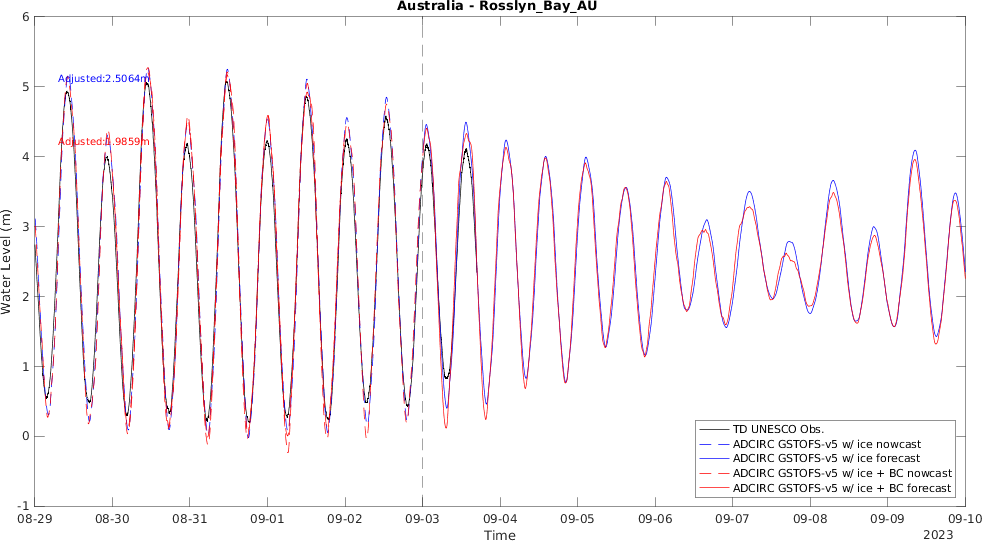 Australia - Rosslyn_Bay_AU
6
5
4
3
2
1
0
-1
Water Level (m)
Adjusted:2.5064m
Adjusted:1.9859m
TD UNESCO Obs.
ADCIRC GSTOFS-v5 w/ ice nowcast
ADCIRC GSTOFS-v5 w/ ice forecast
ADCIRC GSTOFS-v5 w/ ice + BC nowcast
ADCIRC GSTOFS-v5 w/ ice + BC forecast
08-29 08-30 08-31 09-01 09-02 09-03 09-04 09-05 09-06 09-07 09-08 09-09 09-10
Time
2023